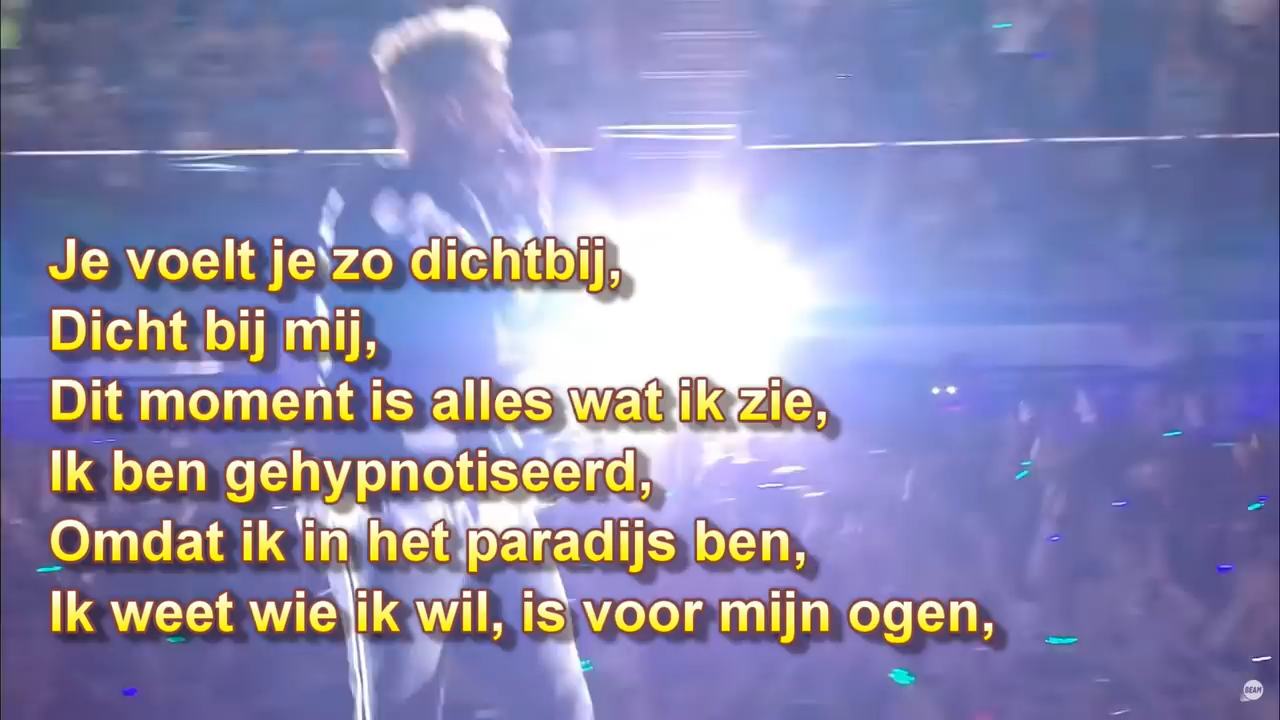 Je voelt je zo dichtbij,
Dicht bij mij,
Dit moment is alles wat ik zie,
Ik ben gehypnotiseerd,
Omdat ik in het paradijs ben,
Ik weet wie ik wil, is voor mijn ogen,
BEAM